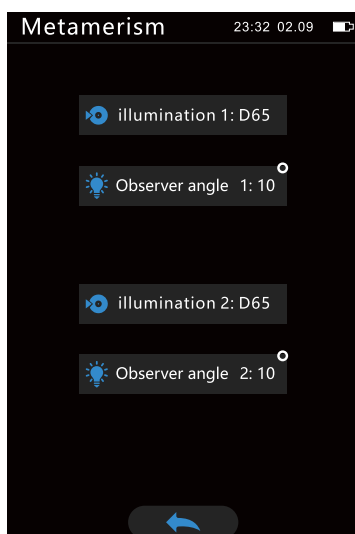 Metamerism 23:32 02.09
illumination 1: D65
Observer angle 1: 10°
illumination 2: D65
Observer angle 2: 10°